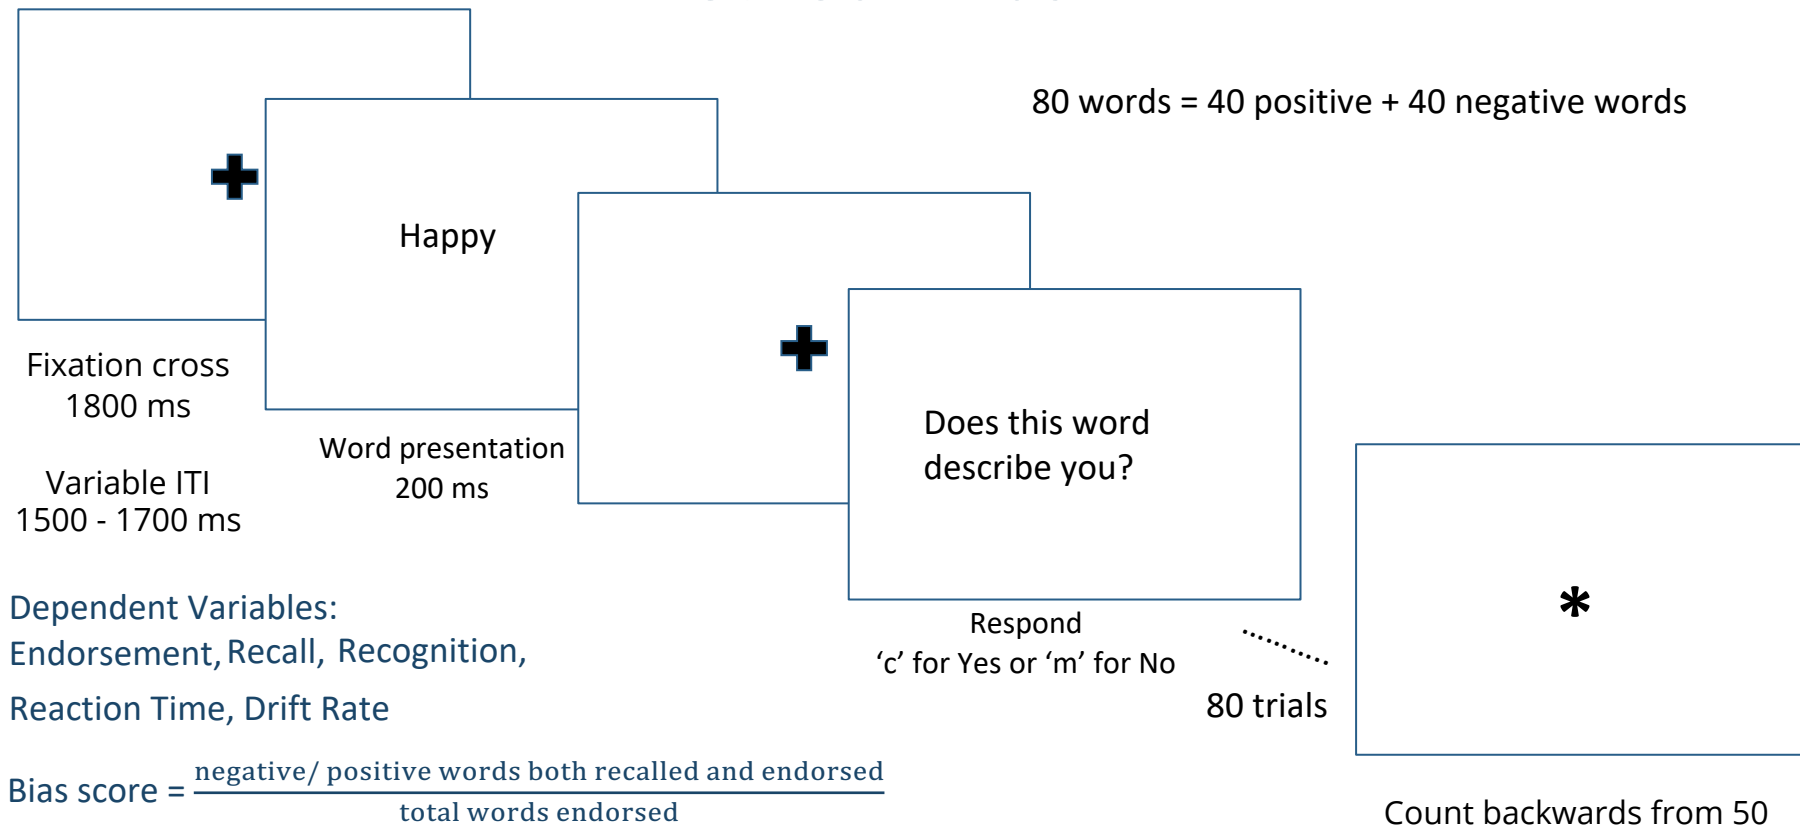 80 words = 40 positive + 40 negative words
Happy
Fixation cross
1800 ms
Variable ITI
1500 - 1700 ms
Word presentation
200 ms
Does this word
describe you?
Respond
‘c’ for Yes or ‘m’ for No
80 trials
*
Count backwards from 50
Dependent Variables:
Endorsement, Recall, Recognition,
Reaction Time, Drift Rate
Bias score = negative/ positive words both recalled and endorsed
total words endorsed